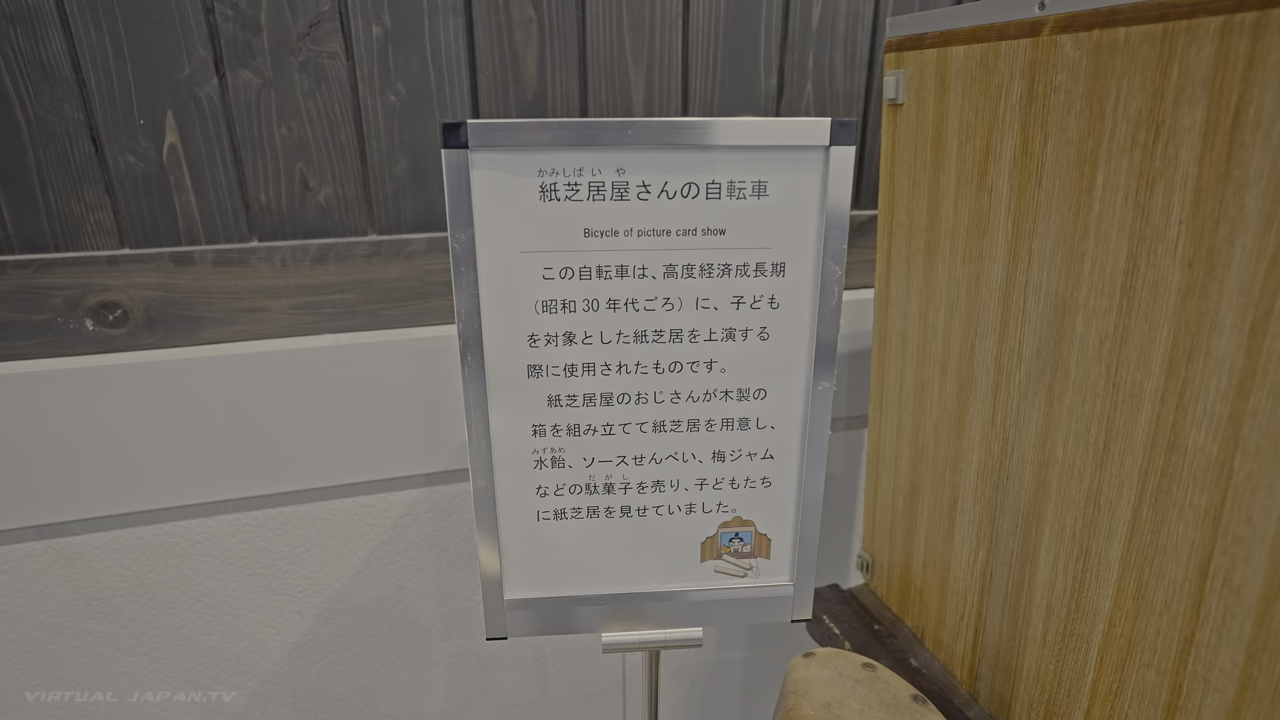 かみしばいや
紙芝居屋さんの自転車
Bicycle of picture card show
この自転車は、高度経済成長期
（昭和 30 年代ごろ）に、子ども
を対象とした紙芝居を上演する
際に使用されたものです。
紙芝居屋のおじさんが木製の
箱を組み立てて紙芝居を用意し、
みずあめ
水飴、ソースせんべい、梅ジャム
だがし
などの駄菓子を売り、子どもたち
に紙芝居を見せていました。
VIRTUAL JAPAN.TV